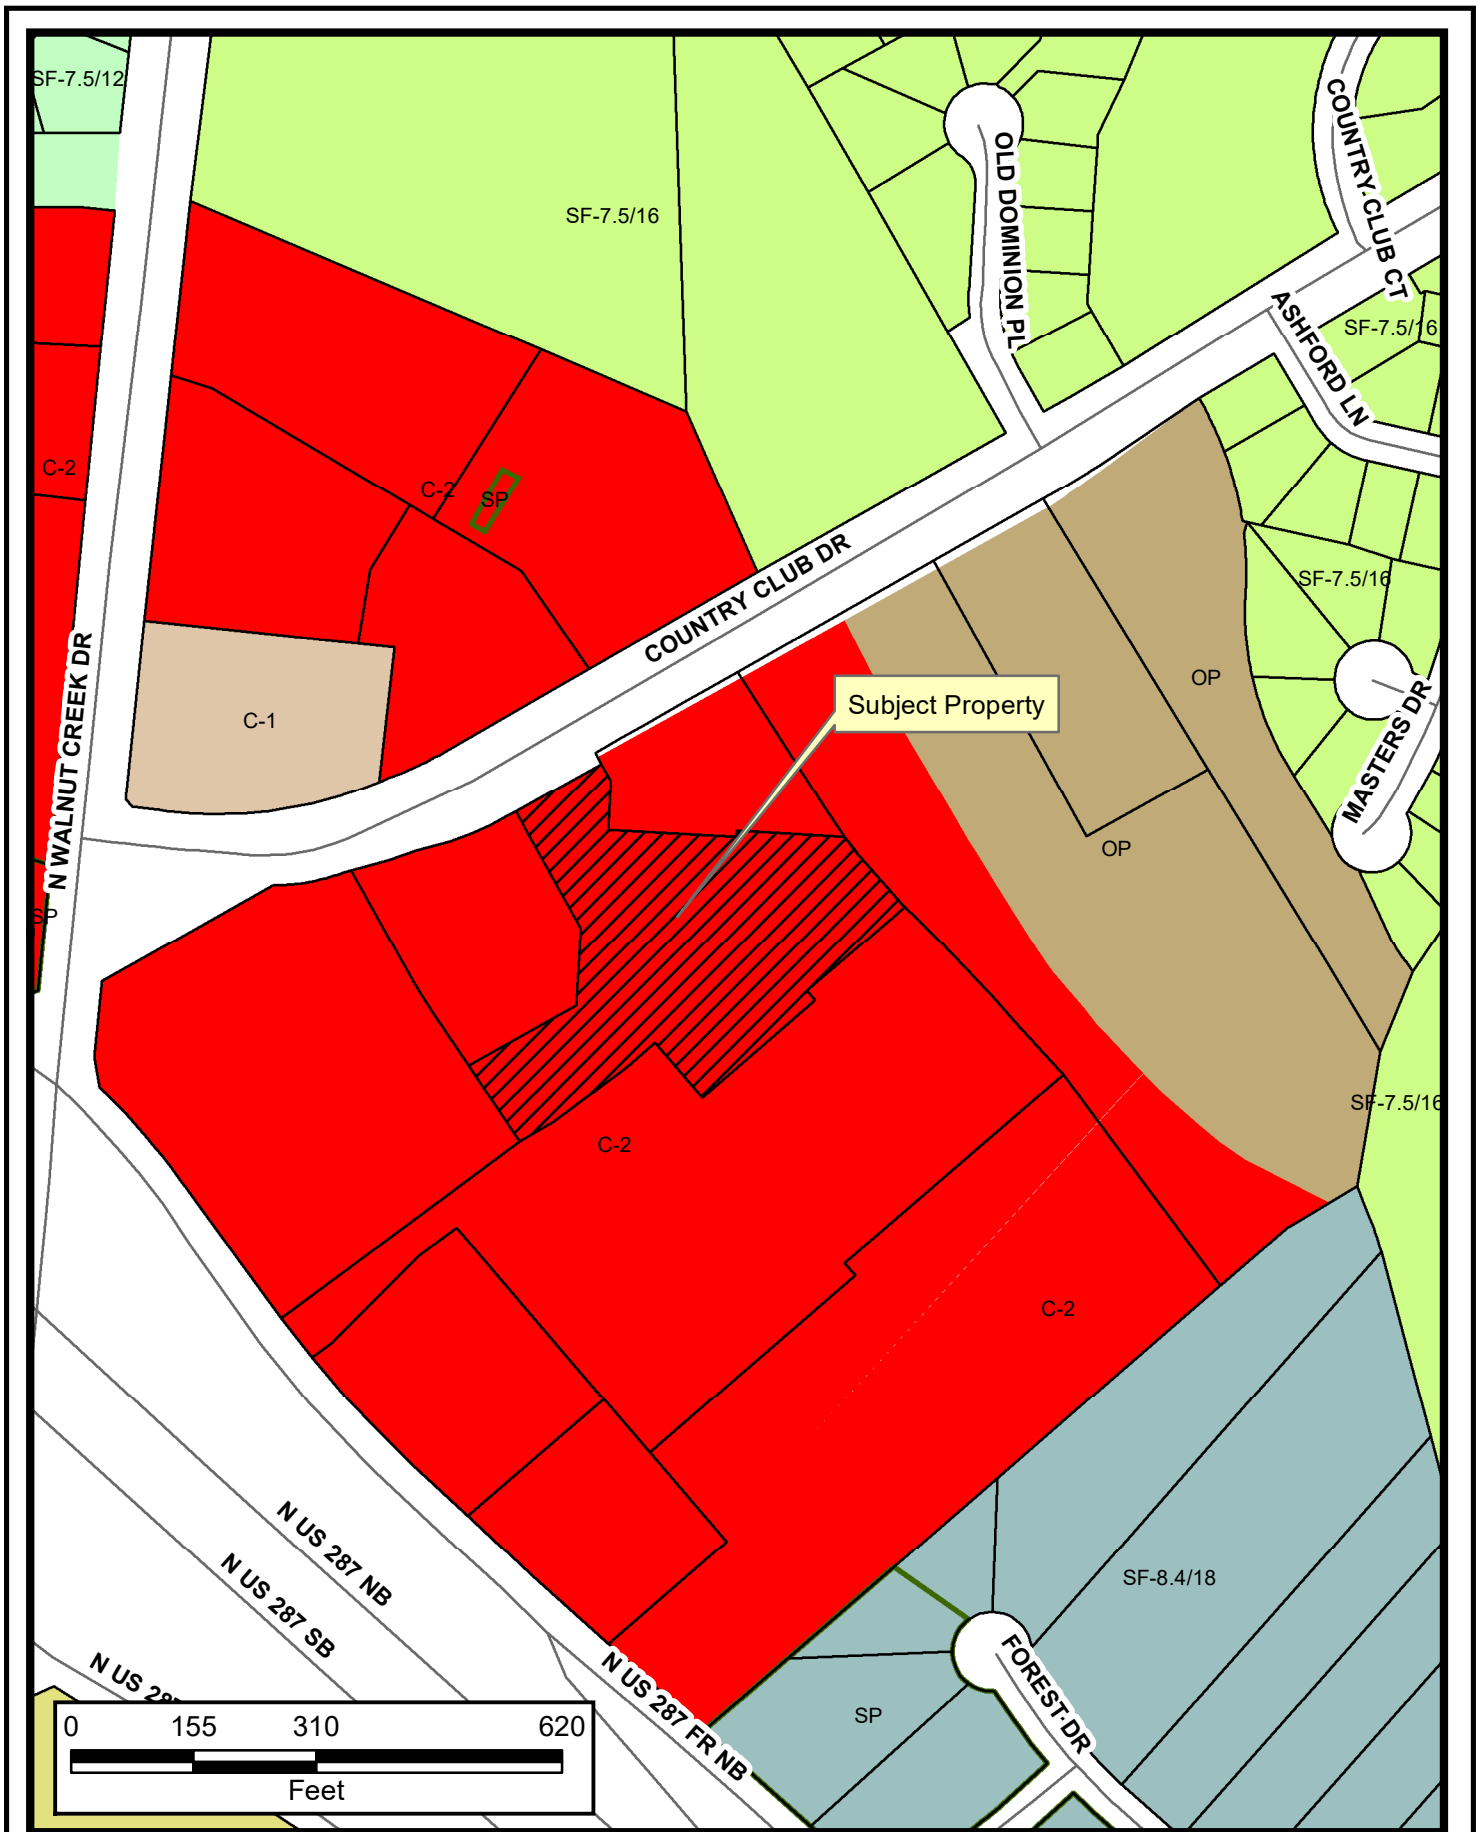 SF-7.5/12
COUNTRY CLUB CT
OLD DOMINION PL
SF-7.5/16
ASHFORD LN
SF-7.5/16
C-2
C-2
SP
COUNTRY CLUB DR
SF-7.5/16
N WALNUT CREEK DR
OP
Subject Property
C-1
MASTERS DR
OP
SP
SF-7.5/16
C-2
C-2
N US 287 NB
SF-8.4/18
N US 287 SB
N US 287 FR NB
FOREST DR
SP
0 155 310 620
Feet